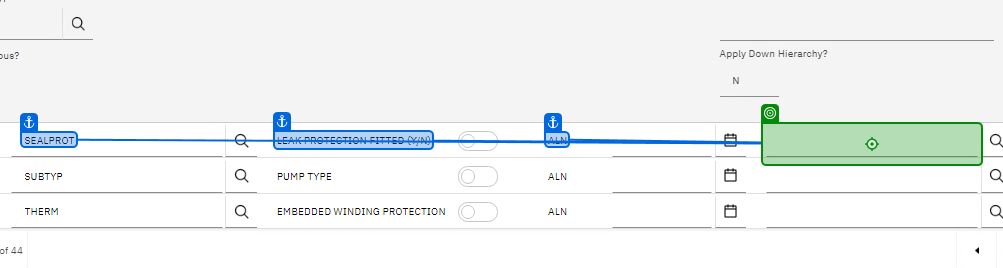 ous?
Apply Down Hierarchy?
N
SEALPROT LEAK PROTECTION FITTED (Y/N) ALN
SUBTYP PUMP TYPE ALN
THERM EMBEDDED WINDING PROTECTION ALN
of 44